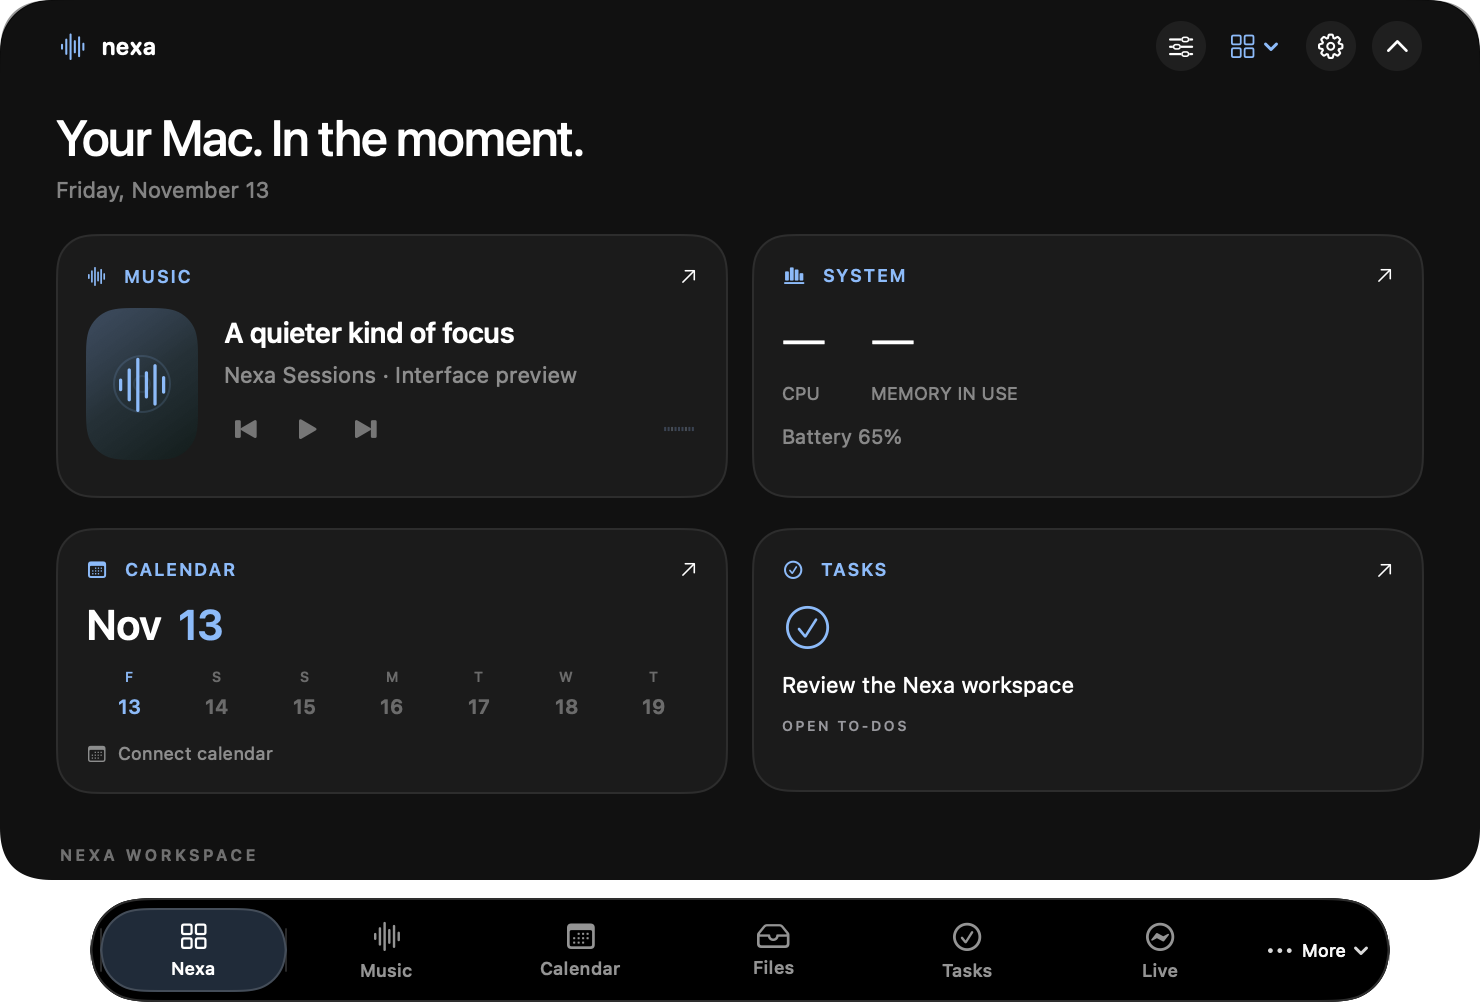 nexa
Your Mac. In the moment.
Friday, November 13
MUSIC
A quieter kind of focus
Nexa Sessions · Interface preview
SYSTEM
— —
CPU MEMORY IN USE
Battery 65%
CALENDAR
Nov 13
F S S M T W T
13 14 15 16 17 18 19
Connect calendar
TASKS
Review the Nexa workspace
OPEN TO-DOS
NEXA WORKSPACE
Nexa Music Calendar Files Tasks Live ··· More